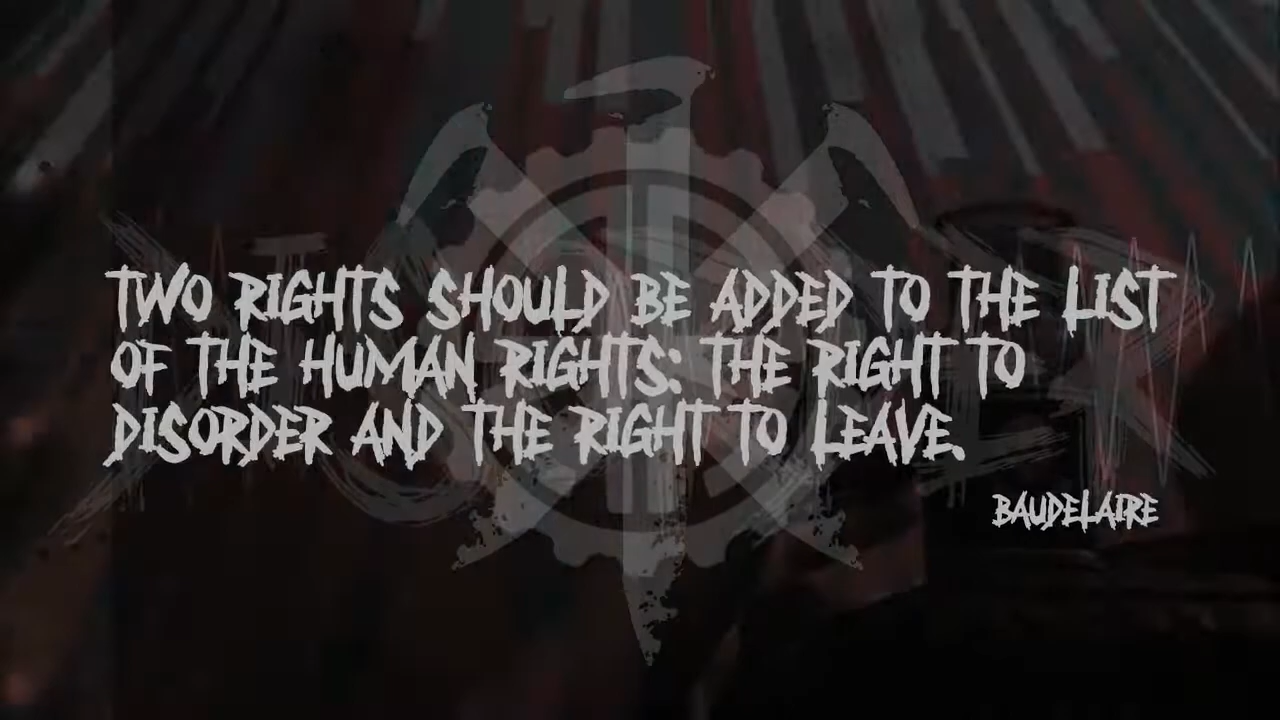 TWO RIGHTS SHOULD BE ADDED TO THE LIST
OF THE HUMAN RIGHTS: THE RIGHT TO
DISORDER AND THE RIGHT TO LEAVE.
BAUDELAIRE